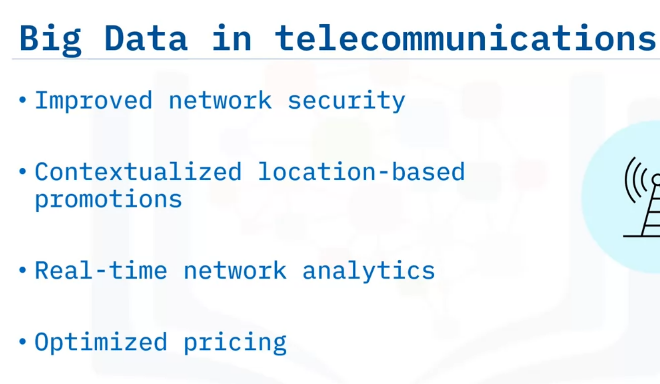 Big Data in telecommunications
• Improved network security
• Contextualized location-based
promotions
• Real-time network analytics
• Optimized pricing